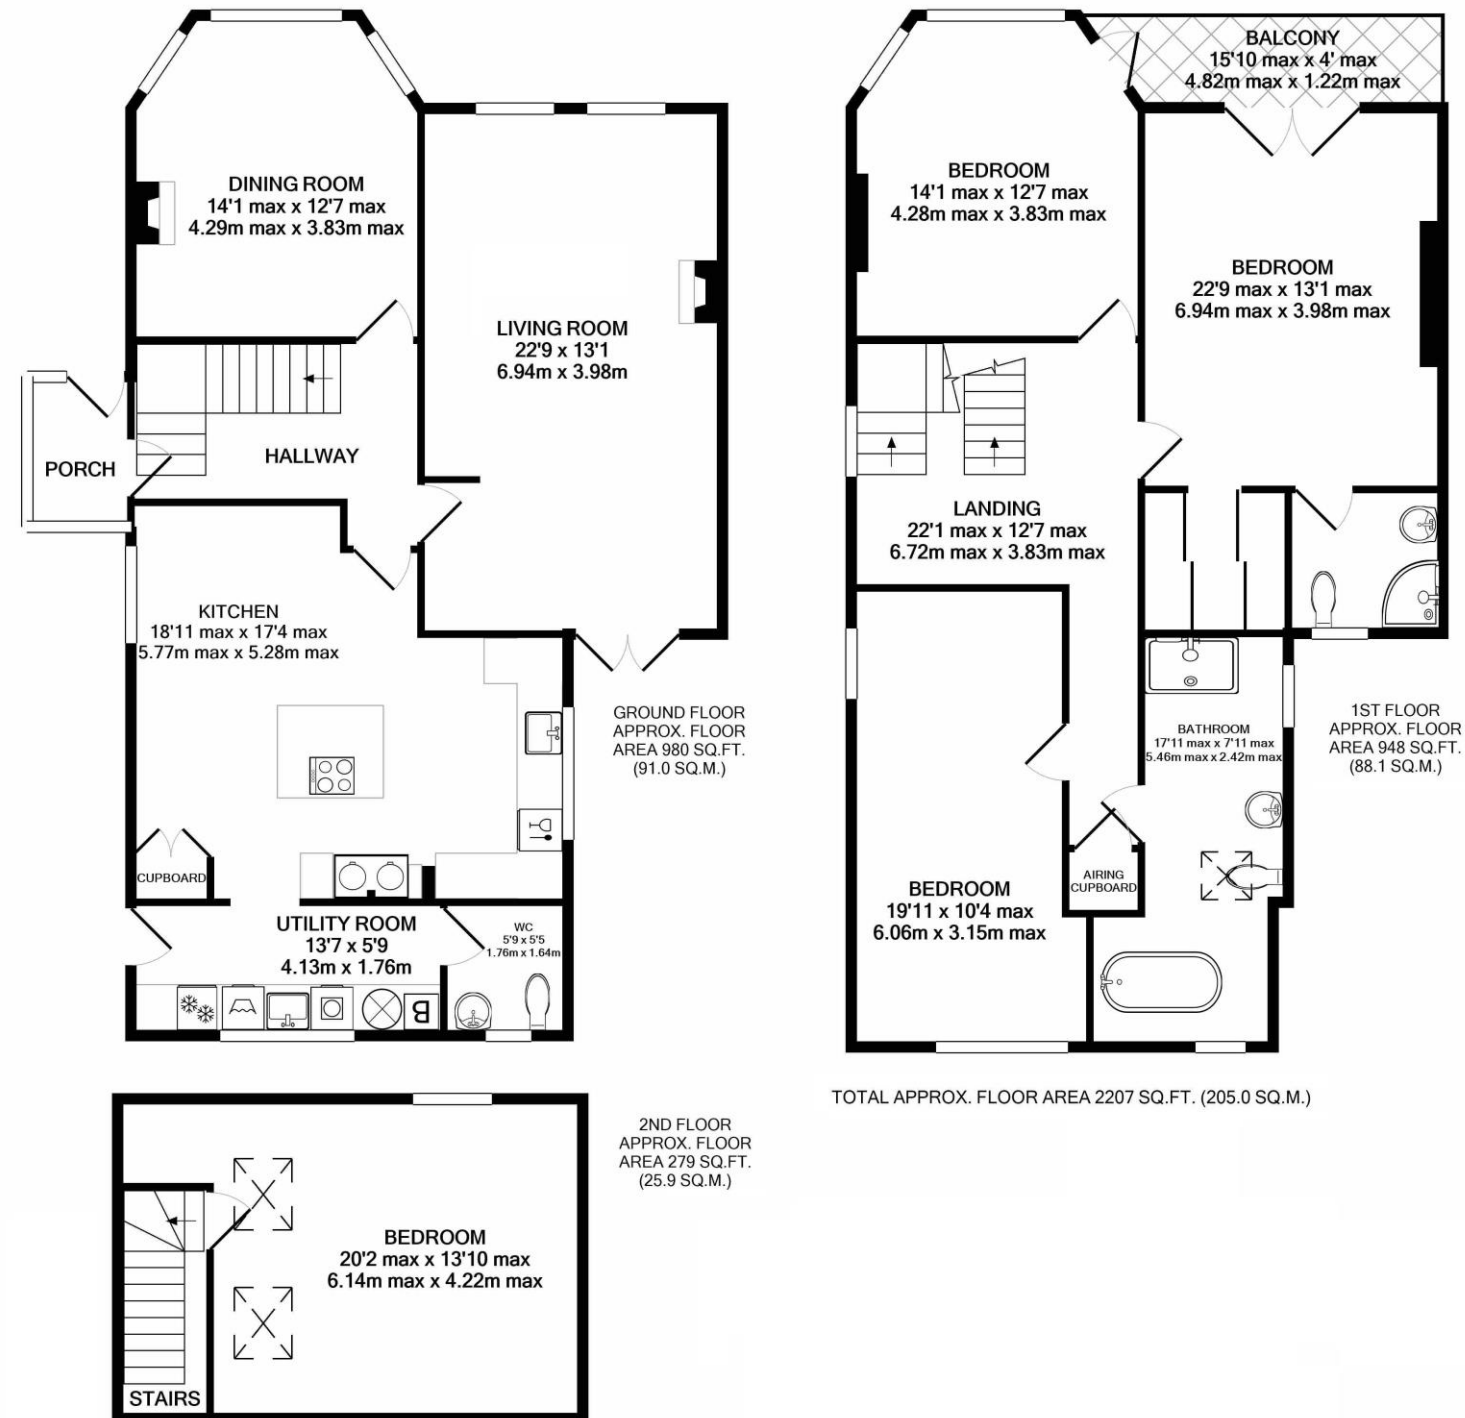 DINING ROOM
14'1 max x 12'7 max
4.29m max x 3.83m max
LIVING ROOM
22'9 x 13'1
6.94m x 3.98m
PORCH
HALLWAY
KITCHEN
18'11 max x 17'4 max
5.77m max x 5.28m max
CUPBOARD
UTILITY ROOM
13'7 x 5'9
4.13m x 1.76m
WC
5'9 x 5'5
1.76m x 1.64m
B
GROUND FLOOR
APPROX. FLOOR
AREA 980 SQ.FT.
(91.0 SQ.M.)
BALCONY
15'10 max x 4' max
4.82m max x 1.22m max
BEDROOM
14'1 max x 12'7 max
4.28m max x 3.83m max
BEDROOM
22'9 max x 13'1 max
6.94m max x 3.98m max
LANDING
22'1 max x 12'7 max
6.72m max x 3.83m max
BATHROOM
17'11 max x 7'11 max
5.46m max x 2.42m max
AIRING
CUPBOARD
BEDROOM
19'11 x 10'4 max
6.06m x 3.15m max
1ST FLOOR
APPROX. FLOOR
AREA 948 SQ.FT.
(88.1 SQ.M.)
TOTAL APPROX. FLOOR AREA 2207 SQ.FT. (205.0 SQ.M.)
BEDROOM
20'2 max x 13'10 max
6.14m max x 4.22m max
STAIRS
2ND FLOOR
APPROX. FLOOR
AREA 279 SQ.FT.
(25.9 SQ.M.)